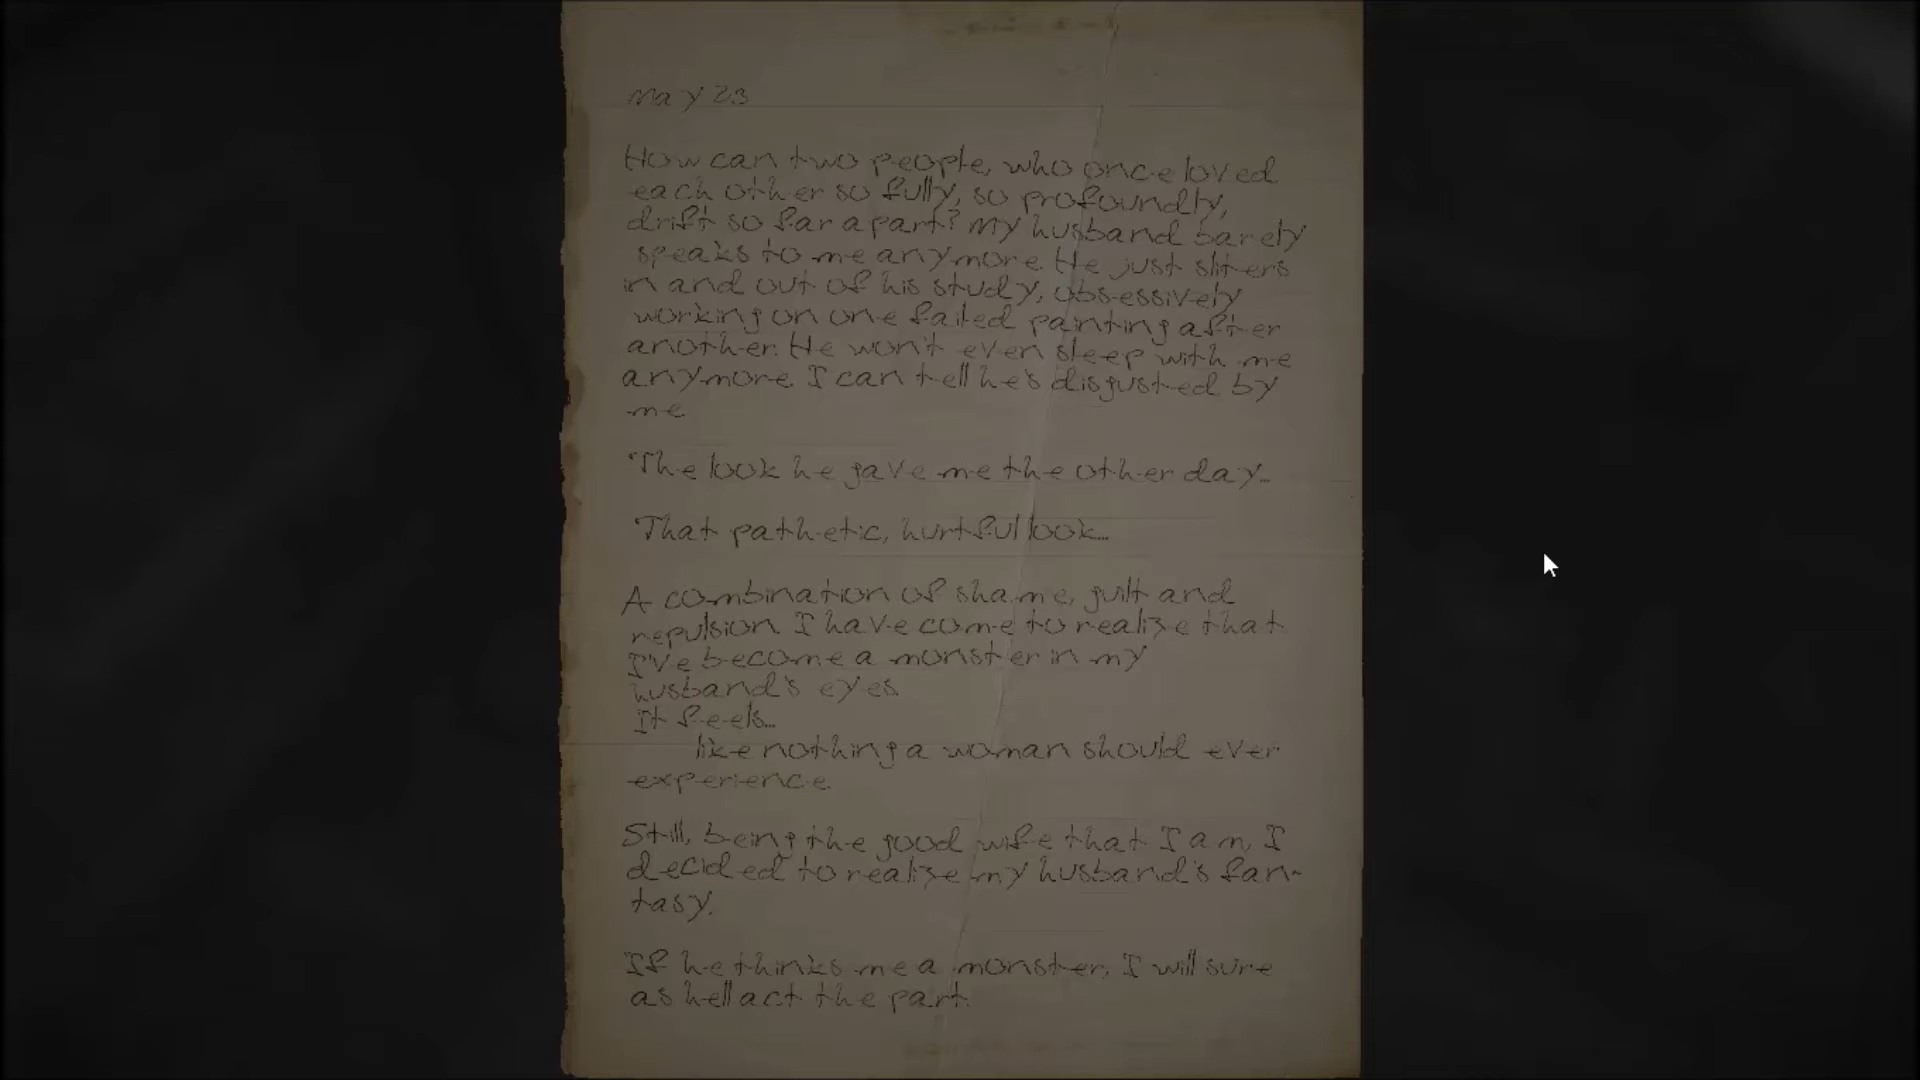 May 23
How can two people, who once loved
each other so fully, so profoundly,
drift so far apart? My husband barely
speaks to me anymore. He just sliters
in and out of his study, obsessively
working on one failed painting after
another. He won't even sleep with me
anymore. I can tell he's disgusted by
me.
The look he gave me the other day...
That pathetic, hurtful look...
A combination of shame, guilt and
repulsion. I have come to realize that
I've become a monster in my
husband's eyes.
It feels...
like nothing a woman should ever
experience.
Still, being the good wife that I am, I
decided to realize my husband's fan-
tasy.
If he thinks me a monster, I will sure
as hell act the part.